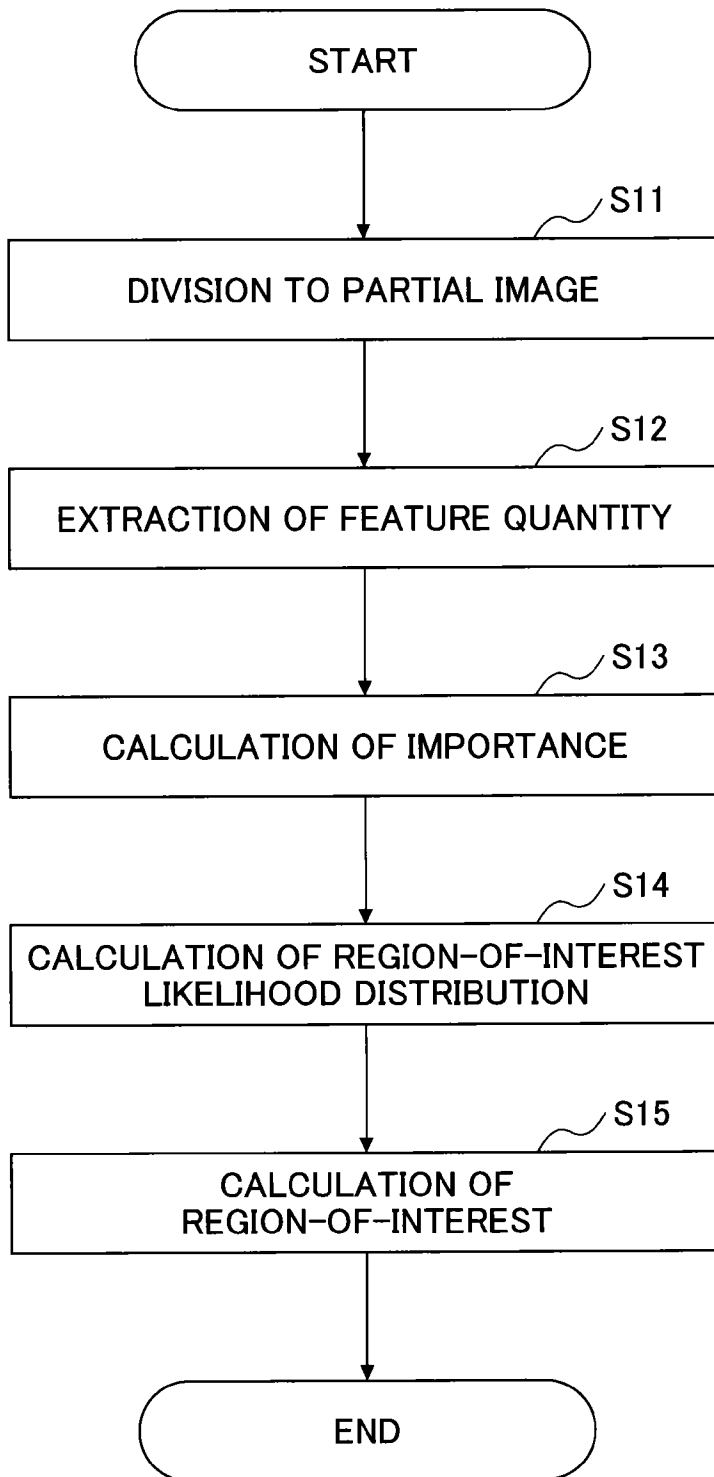 START
S11
DIVISION TO PARTIAL IMAGE
S12
EXTRACTION OF FEATURE QUANTITY
S13
CALCULATION OF IMPORTANCE
S14
CALCULATION OF REGION-OF-INTEREST
LIKELIHOOD DISTRIBUTION
S15
CALCULATION OF
REGION-OF-INTEREST
END